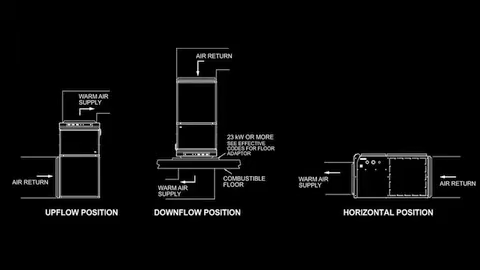 AIR RETURN
WARM AIR
SUPPLY
23 kW OR MORE
SEE EFFECTIVE
CODES FOR FLOOR
ADAPTOR
AIR RETURN
WARM AIR
SUPPLY
COMBUSTIBLE
FLOOR
WARM AIR
SUPPLY
AIR RETURN
UPFLOW POSITION
DOWNFLOW POSITION
HORIZONTAL POSITION